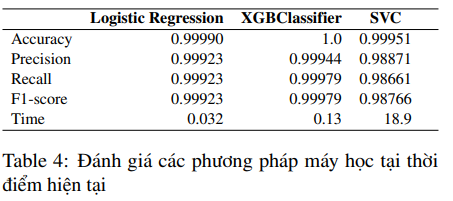 Logistic Regression XGBClassifier SVC
Accuracy 0.99990 1.0 0.99951
Precision 0.99923 0.99944 0.98871
Recall 0.99923 0.99979 0.98661
F1-score 0.99923 0.99979 0.98766
Time 0.032 0.13 18.9
Table 4: Đánh giá các phương pháp máy học tại thời
điểm hiện tại